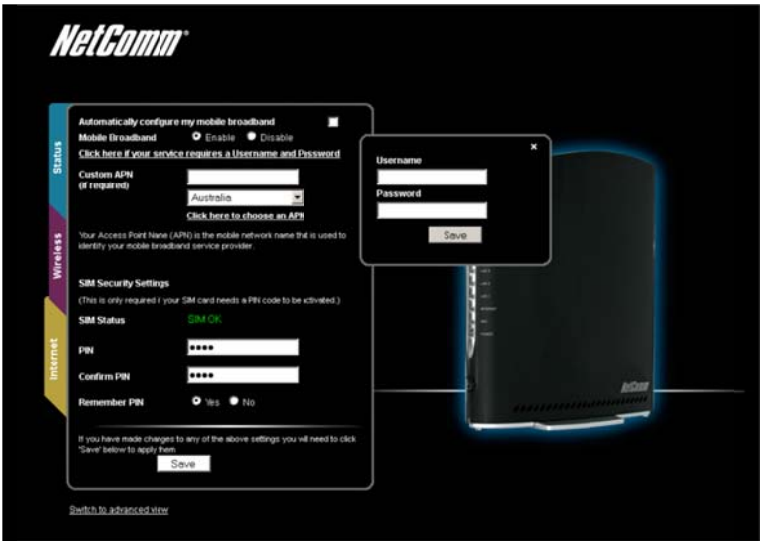 NetComm
Status
Wireless
Internet
Automatically configure my mobile broadband
Mobile Broadband Enable Disable
Click here if your service requires a Username and Password
Custom APN
(if required)
Australia
Click here to choose an APN
Your Access Point Name (APN) is the mobile network name that is used to
identify your mobile broadband service provider.
SIM Security Settings
(This is only required if your SIM card needs a PIN code to be activated.)
SIM Status SIM OK
PIN ••••
Confirm PIN ••••
Remember PIN Yes No
If you have made charges to any of the above settings you will need to click
'Save' below to apply them
Save
Switch to advanced view
×
Username
Password
Save
NetComm